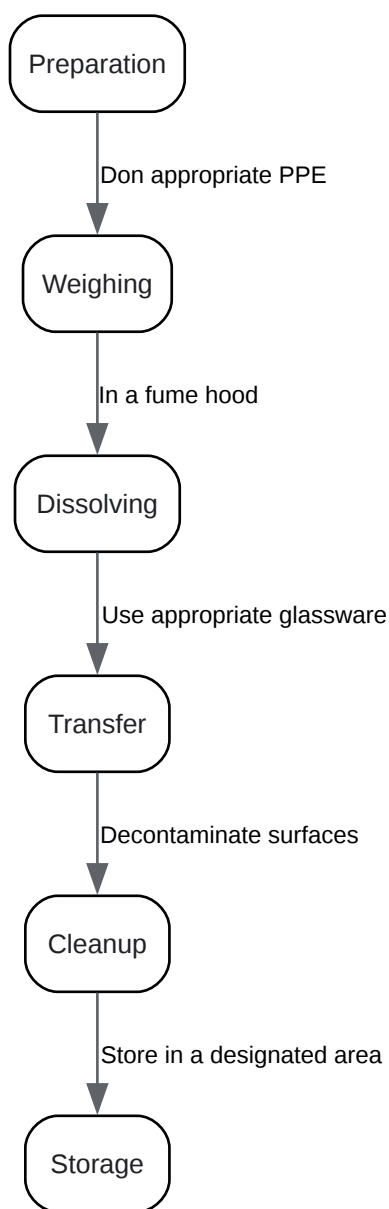 Preparation
Don appropriate PPE
Weighing
In a fume hood
Dissolving
Use appropriate glassware
Transfer
Decontaminate surfaces
Cleanup
Store in a designated area
Storage